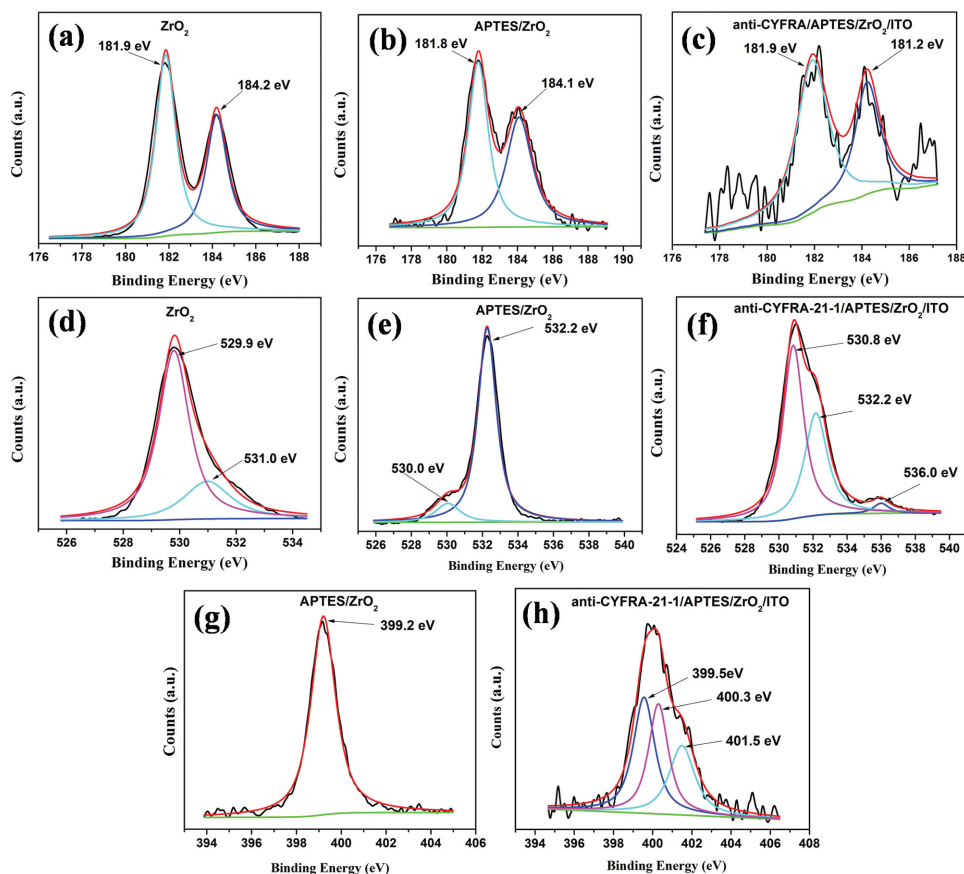 (a)
ZrO₂
181.9 eV
184.2 eV
Counts (a.u.)
176 178 180 182 184 186 188
Binding Energy (eV)
(b)
APTES/ZrO₂
181.8 eV
184.1 eV
Counts (a.u.)
176 178 180 182 184 186 188 190
Binding Energy (eV)
(c)
anti-CYFRA/APTES/ZrO₂/ITO
181.9 eV
181.2 eV
Counts (a.u.)
176 178 180 182 184 186 188
Binding Energy (eV)
(d)
ZrO₂
529.9 eV
531.0 eV
Counts (a.u.)
526 528 530 532 534
Binding Energy (eV)
(e)
APTES/ZrO₂
532.2 eV
530.0 eV
Counts (a.u.)
526 528 530 532 534 536 538 540
Binding Energy (eV)
(f)
anti-CYFRA-21-1/APTES/ZrO₂/ITO
530.8 eV
532.2 eV
536.0 eV
Counts (a.u.)
524 526 528 530 532 534 536 538 540
Binding Energy (eV)
(g)
APTES/ZrO₂
399.2 eV
Counts (a.u.)
394 396 398 400 402 404 406
Binding Energy (eV)
(h)
anti-CYFRA-21-1/APTES/ZrO₂/ITO
399.5eV
400.3 eV
401.5 eV
Counts (a.u.)
394 396 398 400 402 404 406 408
Binding Energy (eV)